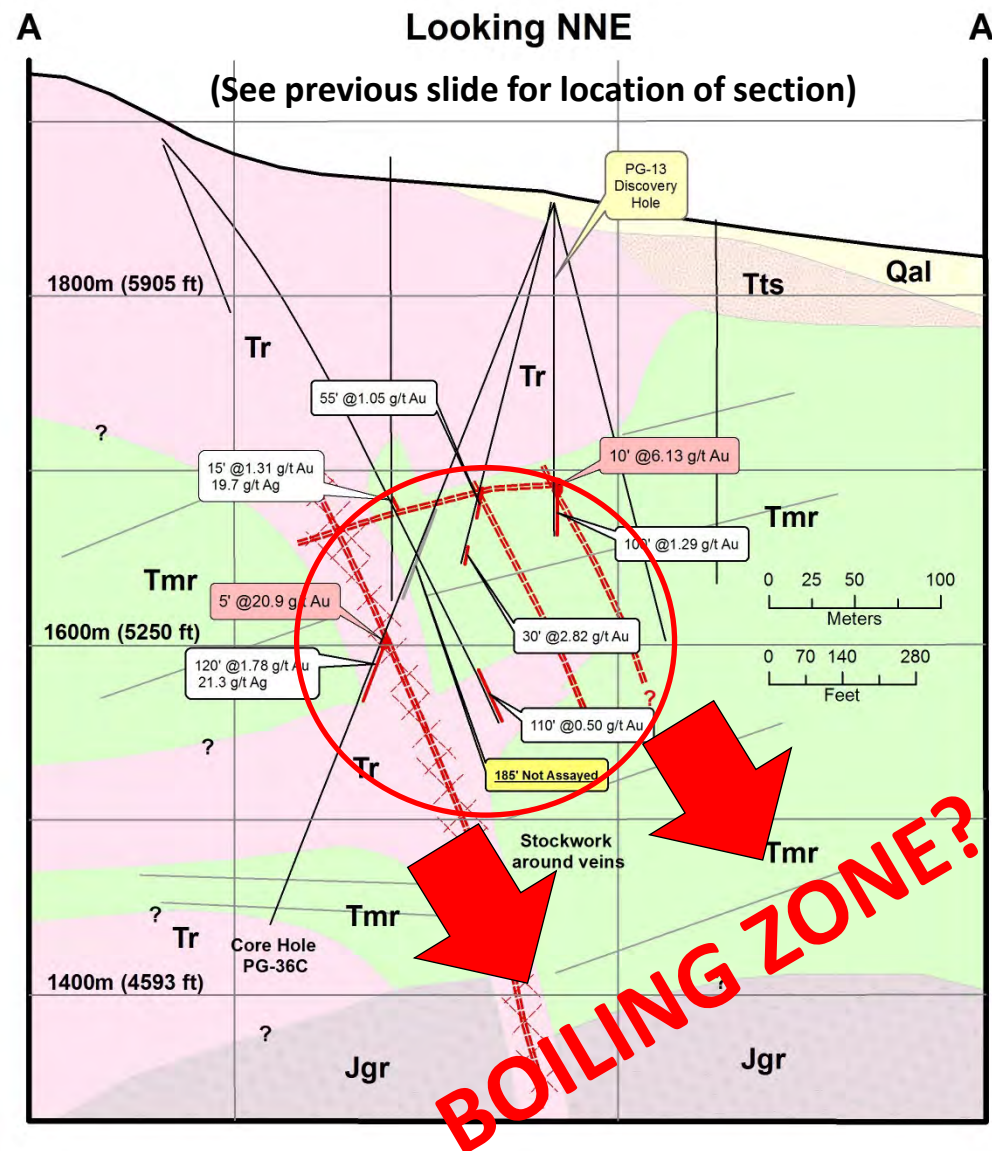 A
Looking NNE
A
(See previous slide for location of section)
PG-13
Discovery
Hole
1800m (5905 ft)
Tts
Qal
Tr
Tr
55' @1.05 g/t Au
?
15' @1.31 g/t Au
19.7 g/t Ag
10' @6.13 g/t Au
Tmr
100' @1.29 g/t Au
Tmr
0 25 50 100
Meters
5' @20.9 g/t Au
1600m (5250 ft)
30' @2.82 g/t Au
120' @1.78 g/t Au
21.3 g/t Ag
0 70 140 280
Feet
?
110' @0.50 g/t Au
?
Tr
185' Not Assayed
Stockwork
around veins
Tmr
BOILING ZONE?
?
Tmr
Tr
Core Hole
PG-36C
1400m (4593 ft)
?
?
Jgr
Jgr